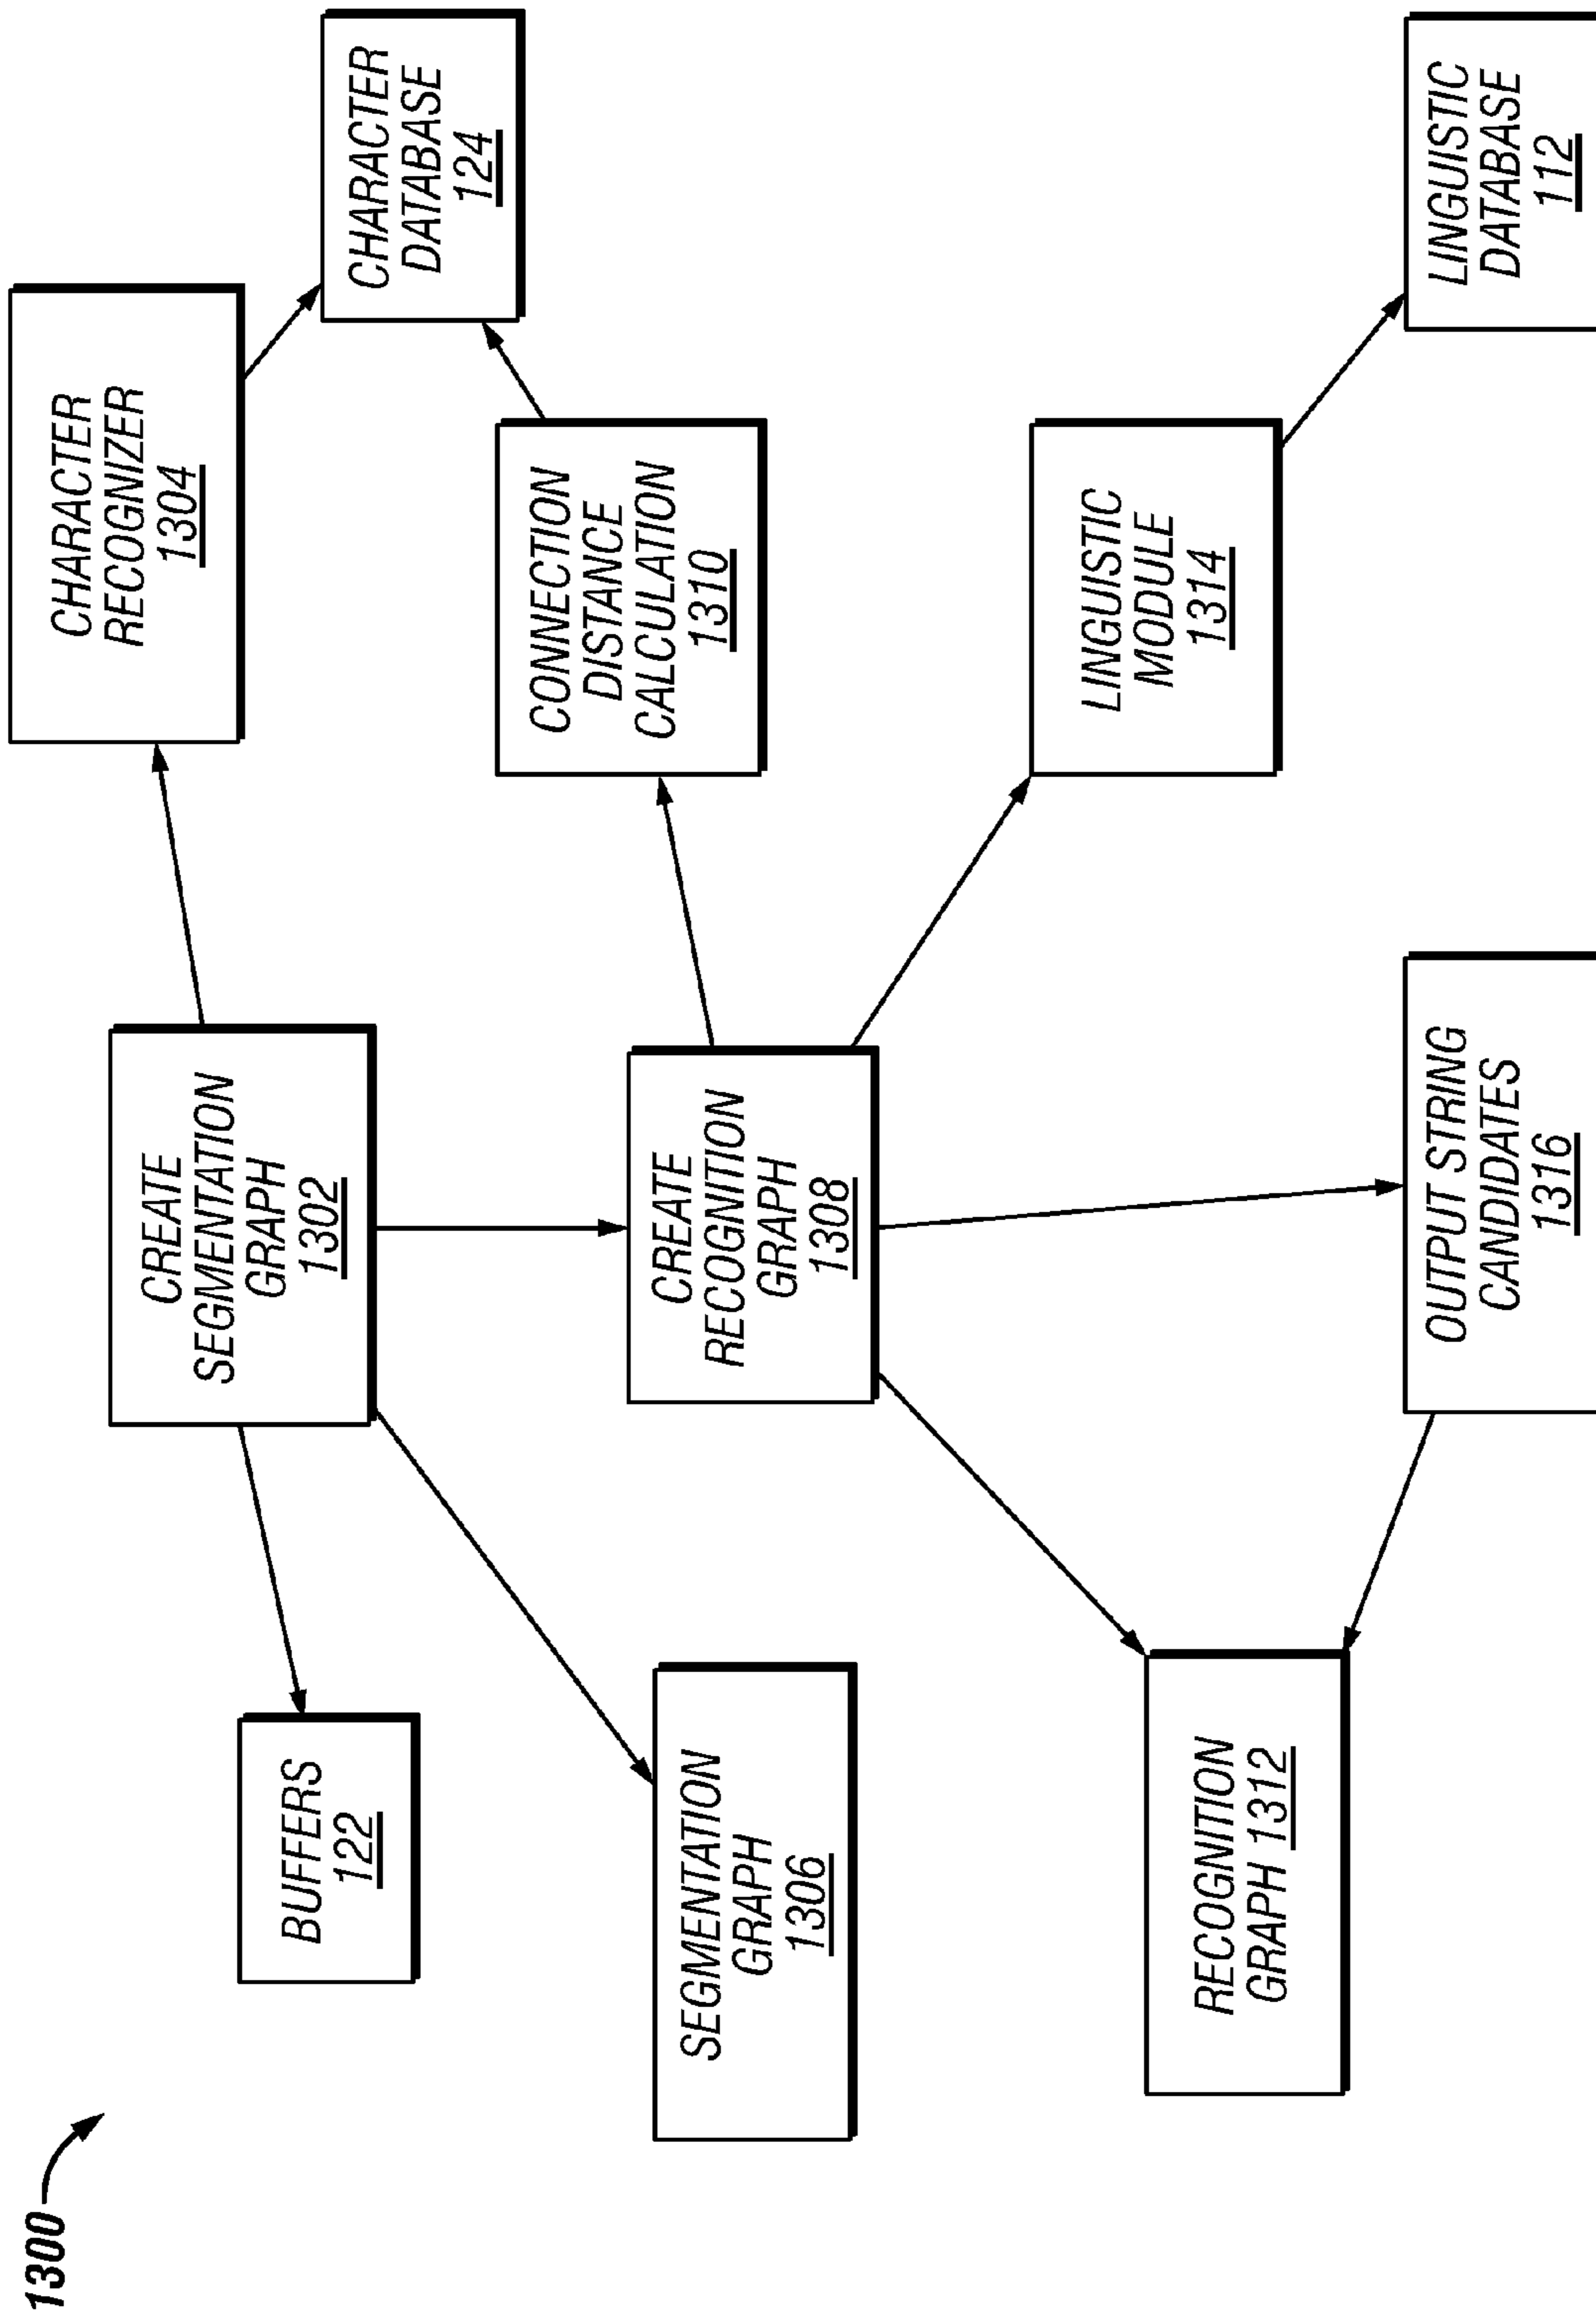 1300
CHARACTER
RECOGNIZER
1304
CREATE
SEGMENTATION
GRAPH
1302
BUFFERS
122
CHARACTER
DATABASE
124
CONNECTION
DISTANCE
CALCULATION
1310
CREATE
RECOGNITION
GRAPH
1308
SEGMENTATION
GRAPH
1306
LINGUISTIC
MODULE
1314
RECOGNITION
GRAPH 1312
LINGUISTIC
DATABASE
112
OUTPUT STRING
CANDIDATES
1316